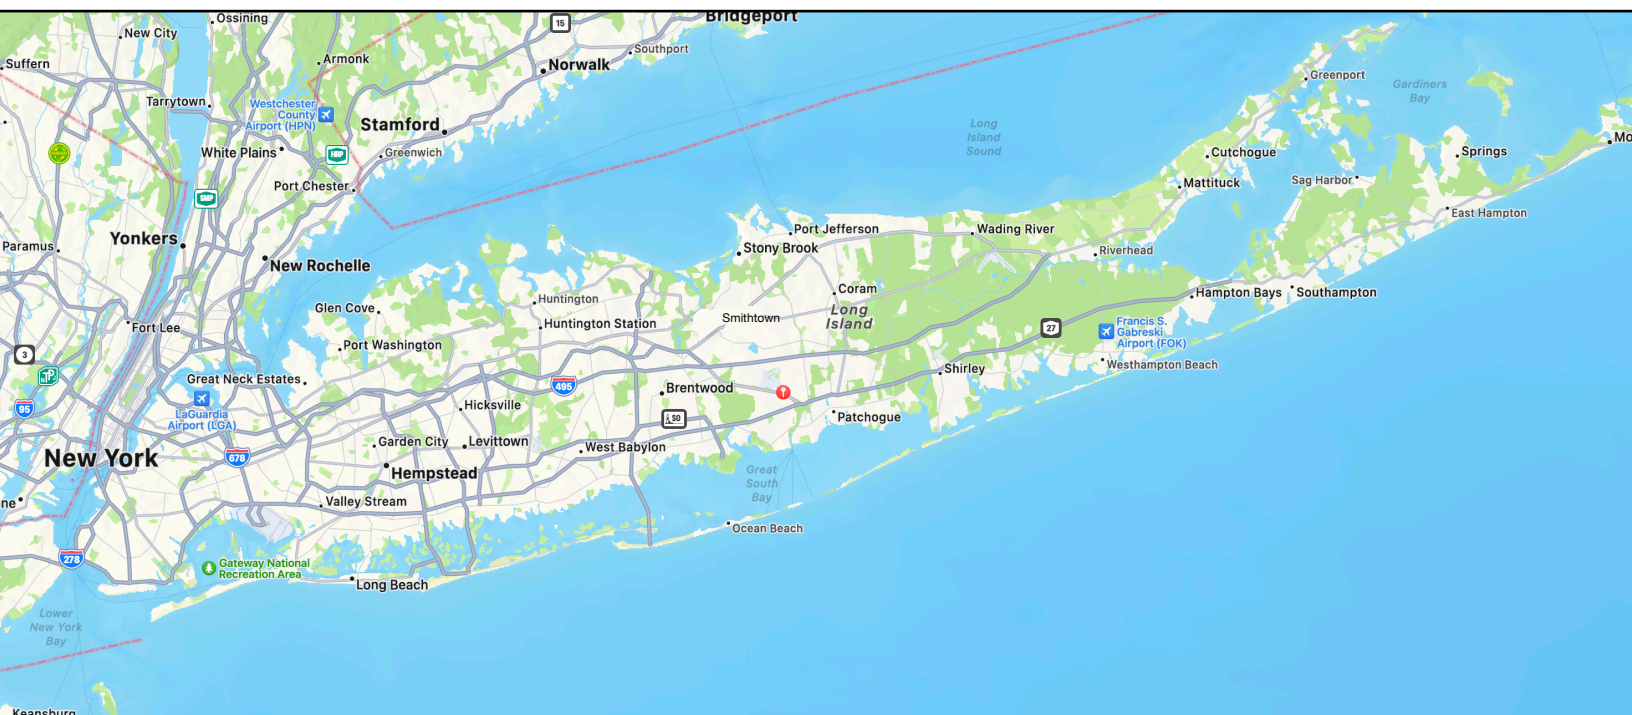 Ossining
15
Bridgeport
New City
Southport
Suffern
Armonk
Norwalk
Greenport
Gardiners
Bay
Tarrytown
Westchester
County
Airport (HPN)
Stamford
Long
Island
Sound
Mo
White Plains
HRP
Greenwich
Cutchogue
Springs
Port Chester
Mattituck
Sag Harbor
SMP
East Hampton
Paramus
Yonkers
Port Jefferson
Wading River
Stony Brook
Riverhead
New Rochelle
Coram
Hampton Bays
Southampton
Glen Cove
Huntington
Long
Island
Smithtown
Huntington Station
Fort Lee
27
Francis S.
Gabreski
Airport (FOK)
3
Port Washington
Westhampton Beach
Shirley
Great Neck Estates
495
Brentwood
95
LaGuardia
Airport (LGA)
Hicksville
SO
Patchogue
Garden City
Levittown
West Babylon
New York
678
Hempstead
Great
South
Bay
ne
Valley Stream
Ocean Beach
278
Gateway National
Recreation Area
Long Beach
Lower
New York
Bay
Keansburg